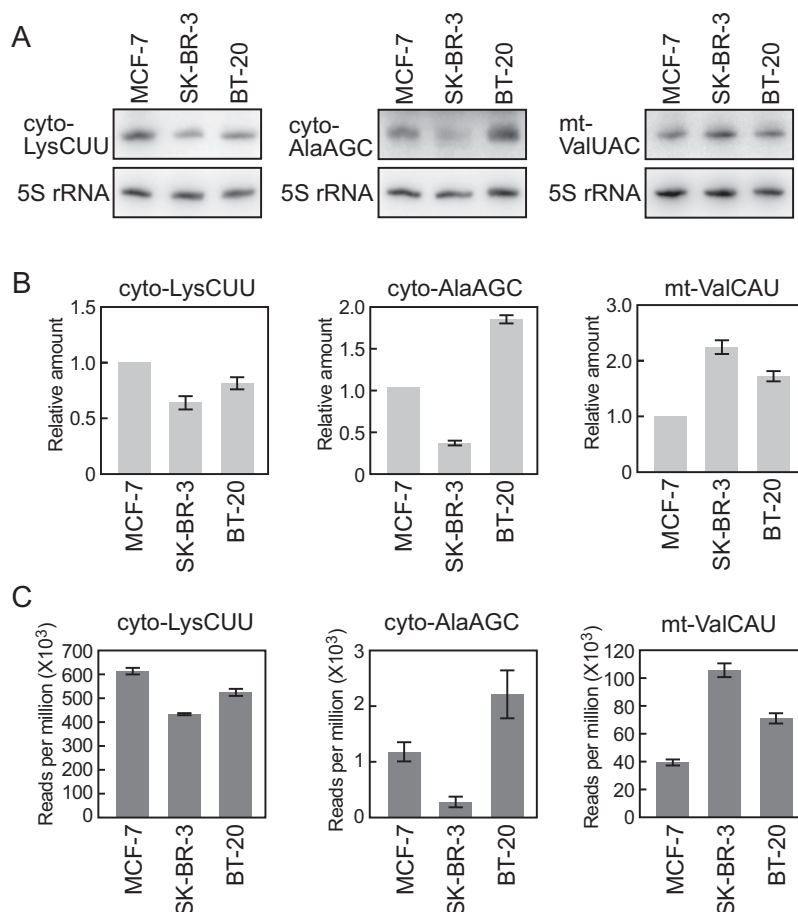 A
MCF-7
SK-BR-3
BT-20
cyto-
LysCUU
5S rRNA
MCF-7
SK-BR-3
BT-20
cyto-
AlaAGC
5S rRNA
MCF-7
SK-BR-3
BT-20
mt-
ValUAC
5S rRNA
B
cyto-LysCUU
Relative amount
1.5
1.0
0.5
0
MCF-7
SK-BR-3
BT-20
cyto-AlaAGC
Relative amount
2.0
1.5
1.0
0.5
0
MCF-7
SK-BR-3
BT-20
mt-ValCAU
Relative amount
3.0
2.0
1.0
0
MCF-7
SK-BR-3
BT-20
C
cyto-LysCUU
Reads per million (X10³)
700
600
500
400
300
200
100
0
MCF-7
SK-BR-3
BT-20
cyto-AlaAGC
Reads per million (X10³)
3
2
1
0
MCF-7
SK-BR-3
BT-20
mt-ValCAU
Reads per million (X10³)
120
100
80
60
40
20
0
MCF-7
SK-BR-3
BT-20